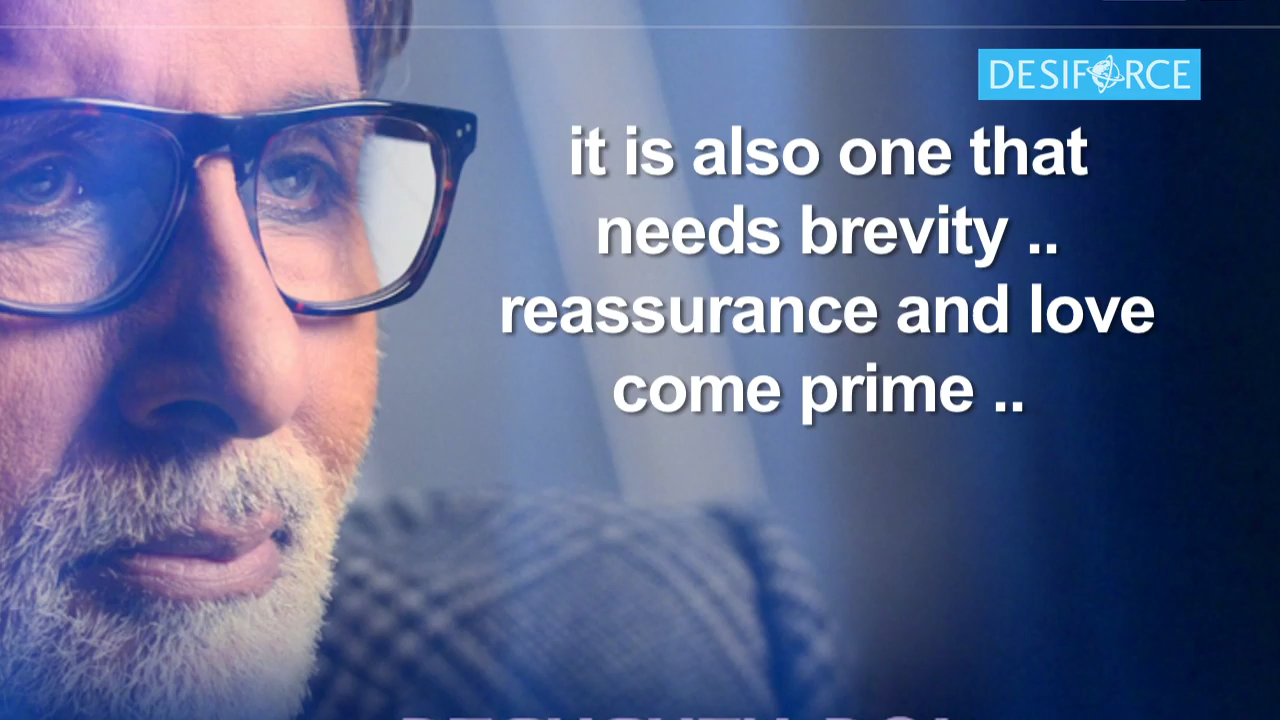 DESIFORCE
it is also one that
needs brevity ..
reassurance and love
come prime ..